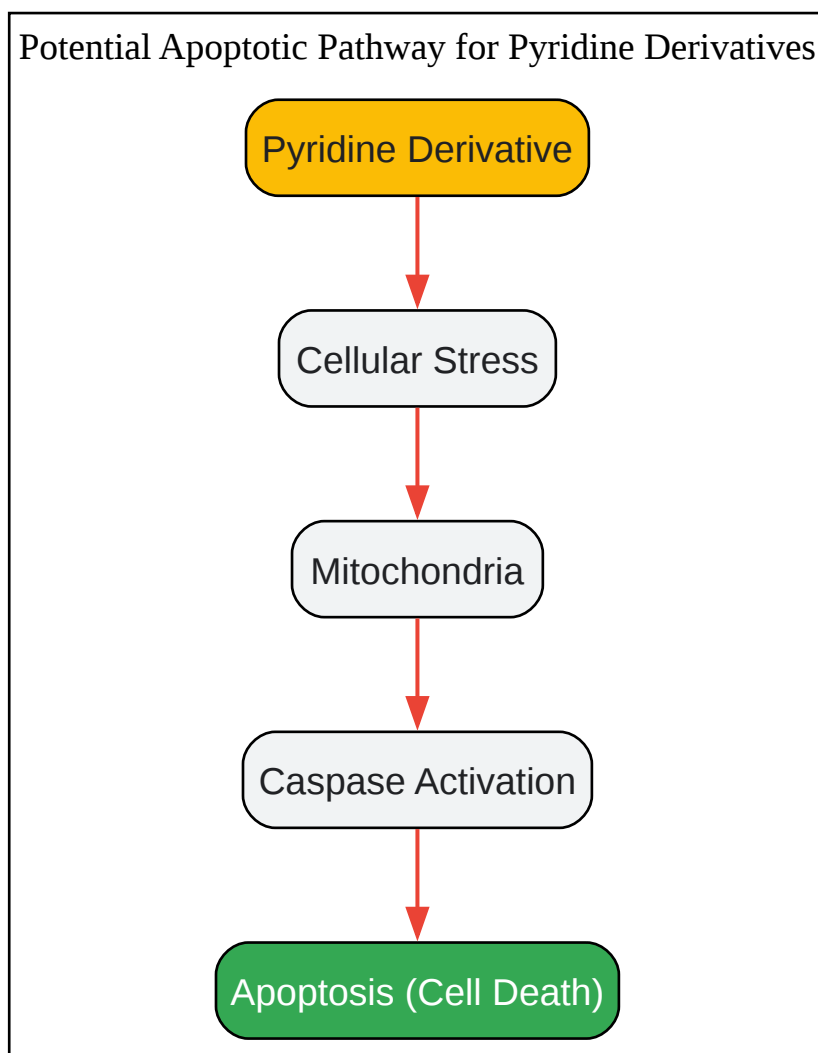 Potential Apoptotic Pathway for Pyridine Derivatives
Pyridine Derivative
Cellular Stress
Mitochondria
Caspase Activation
Apoptosis (Cell Death)